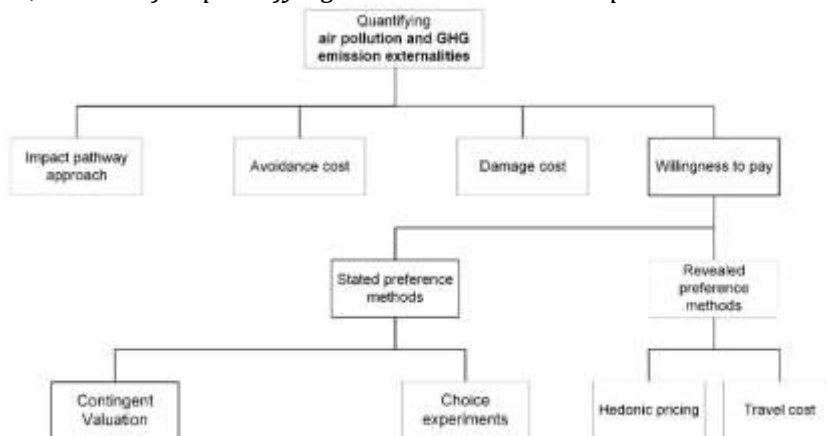 Quantifying
air pollution and GHG
emission externalities
Impact pathway
approach
Avoidance cost
Damage cost
Willingness to pay
Stated preference
methods
Revealed
preference
methods
Contingent
Valuation
Choice
experiments
Hedonic pricing
Travel cost